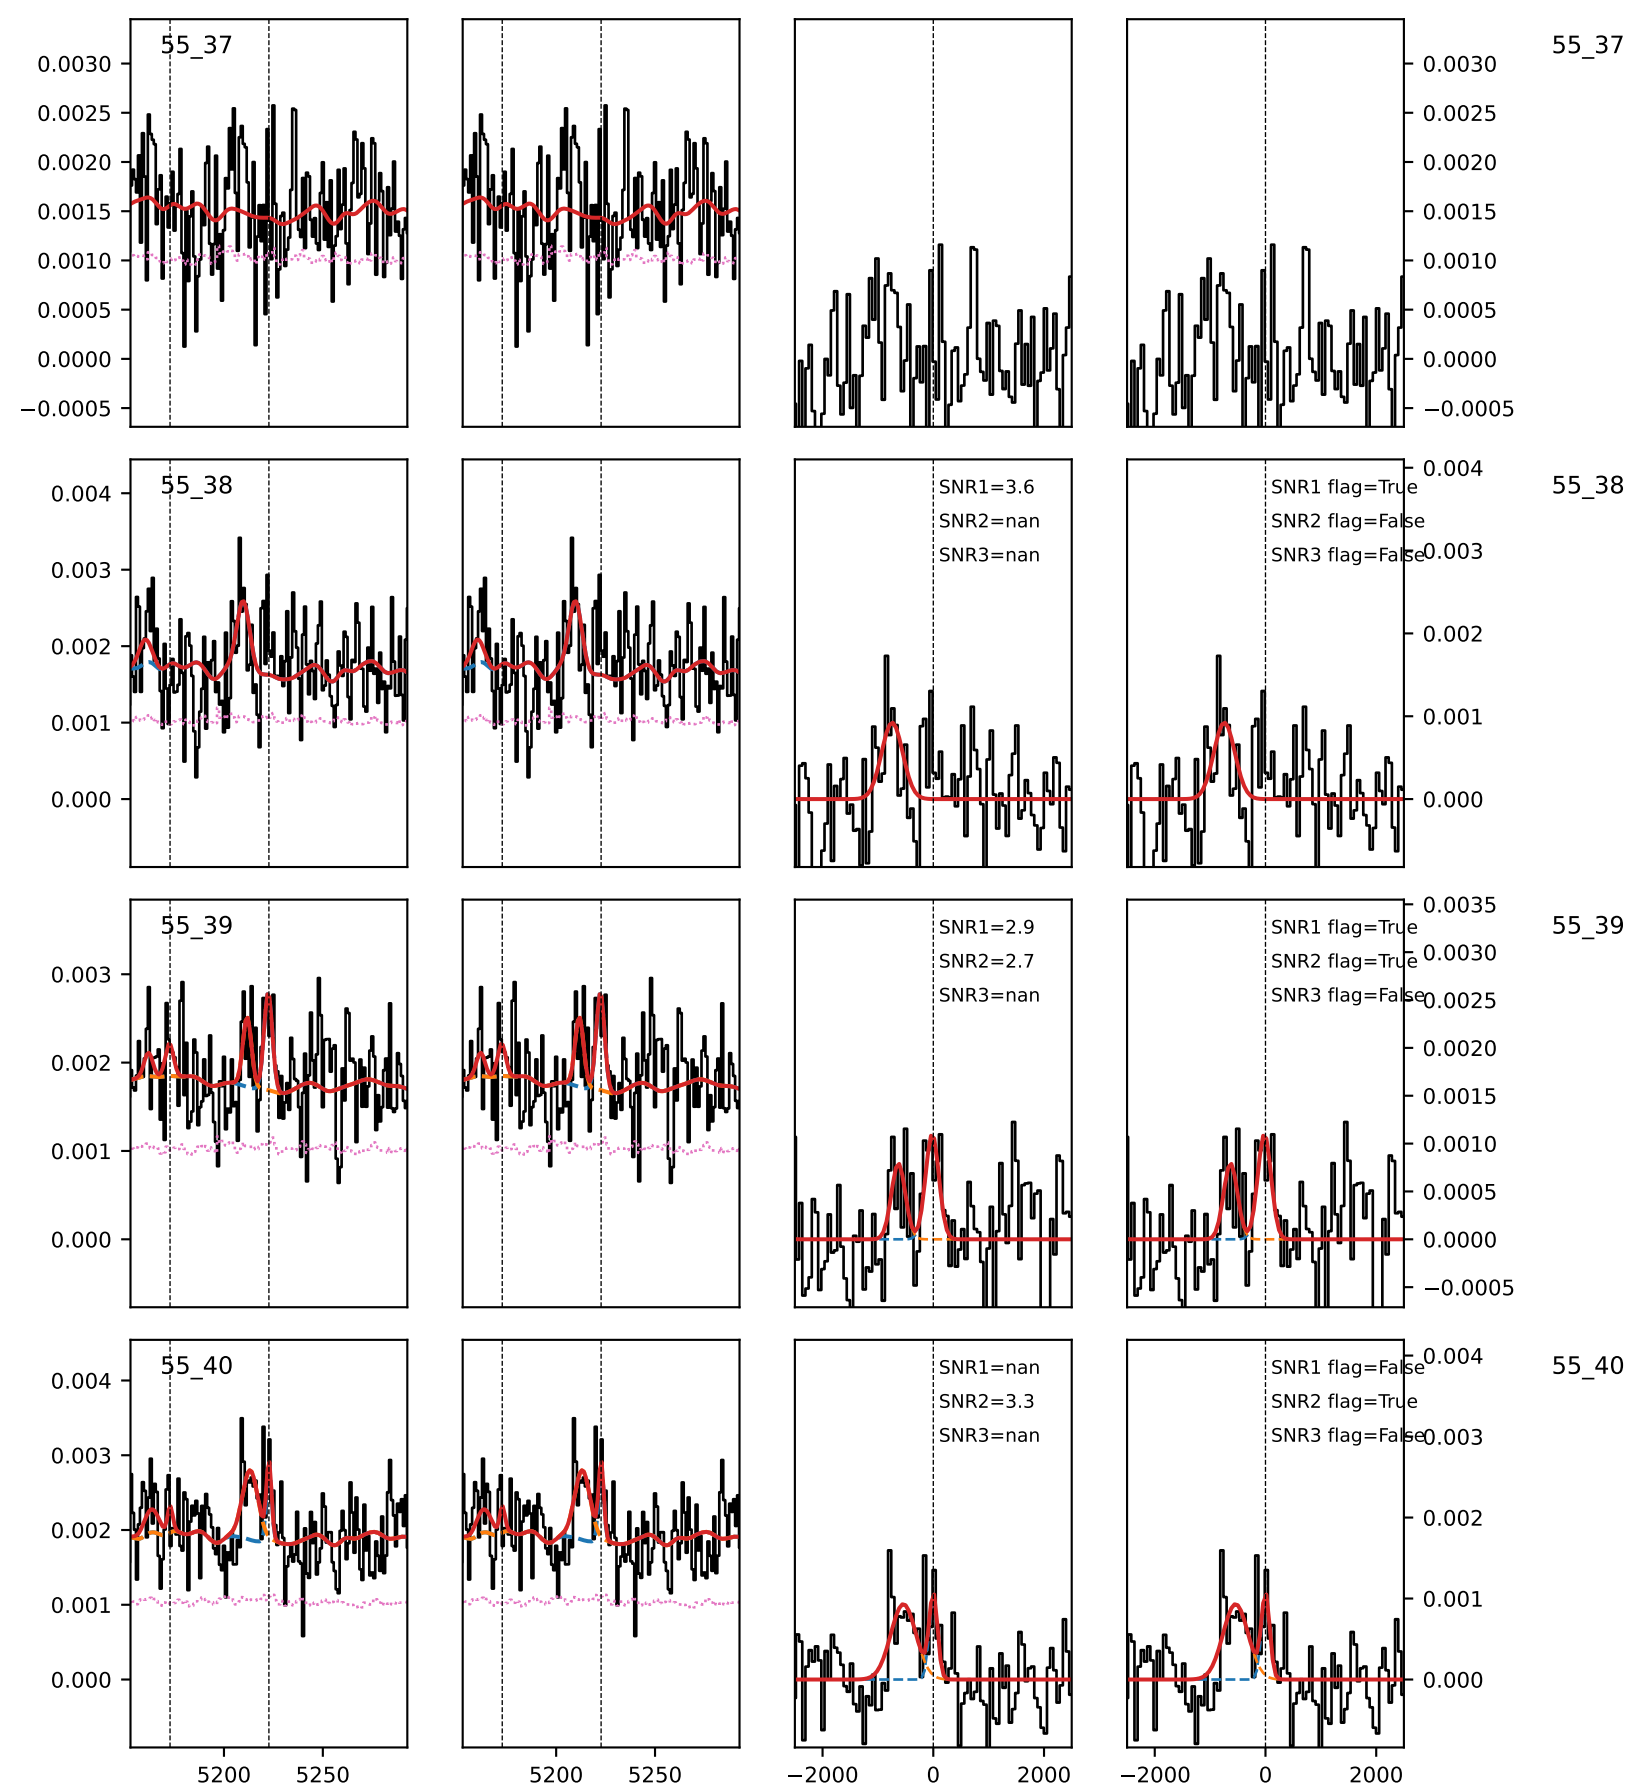 55_37
55_37
0.0030
0.0025
0.0020
0.0015
0.0010
0.0005
0.0000
−0.0005
0.0030
0.0025
0.0020
0.0015
0.0010
0.0005
0.0000
−0.0005
55_38
SNR1=3.6
SNR2=nan
SNR3=nan
SNR1 flag=True
SNR2 flag=False
SNR3 flag=False
55_38
0.004
0.003
0.002
0.001
0.000
0.004
0.003
0.002
0.001
0.000
55_39
SNR1=2.9
SNR2=2.7
SNR3=nan
SNR1 flag=True
SNR2 flag=True
SNR3 flag=False
55_39
0.003
0.002
0.001
0.000
0.0035
0.0030
0.0025
0.0020
0.0015
0.0010
0.0005
0.0000
−0.0005
55_40
SNR1=nan
SNR2=3.3
SNR3=nan
SNR1 flag=False
SNR2 flag=True
SNR3 flag=False
55_40
0.004
0.003
0.002
0.001
0.000
0.004
0.003
0.002
0.001
0.000
5200 5250
5200 5250
−2000 0 2000
−2000 0 2000